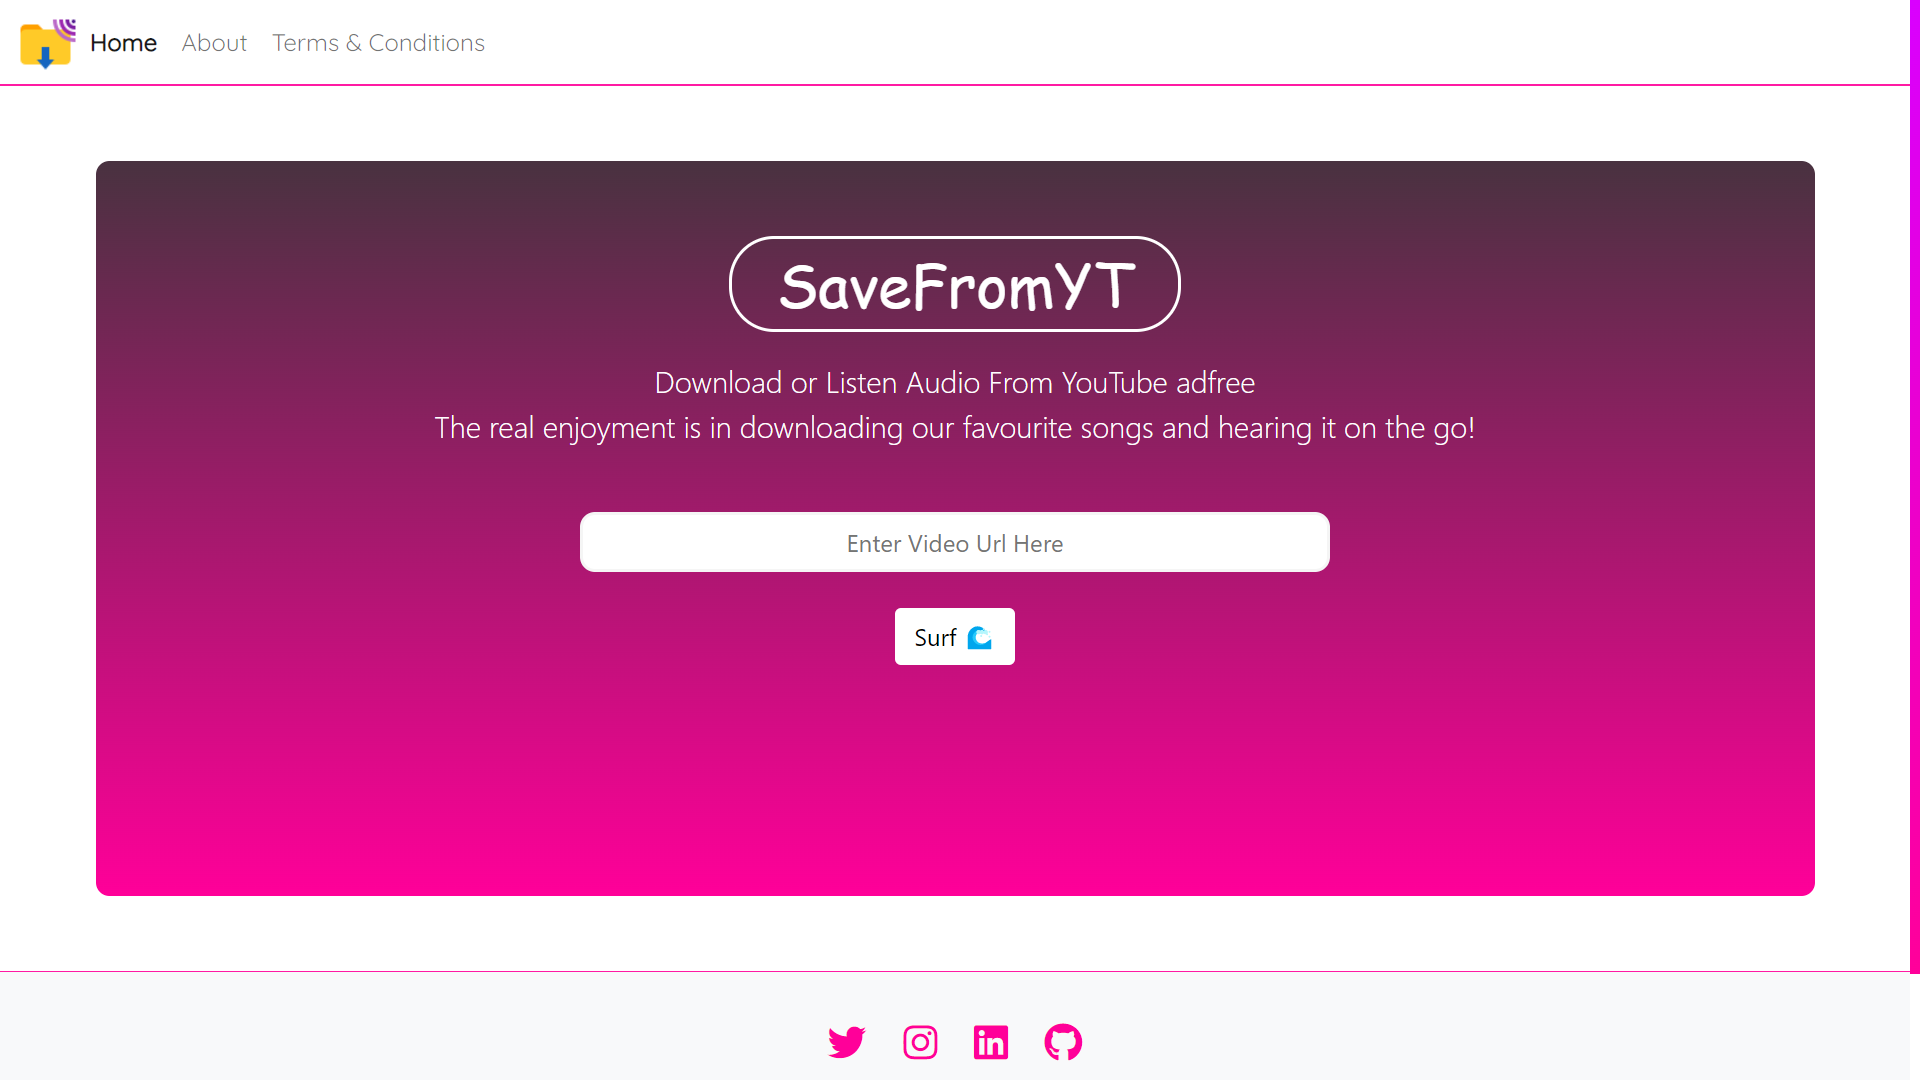 Home About Terms & Conditions
SaveFromYT
Download or Listen Audio From YouTube adfree
The real enjoyment is in downloading our favourite songs and hearing it on the go!
Enter Video Url Here
Surf